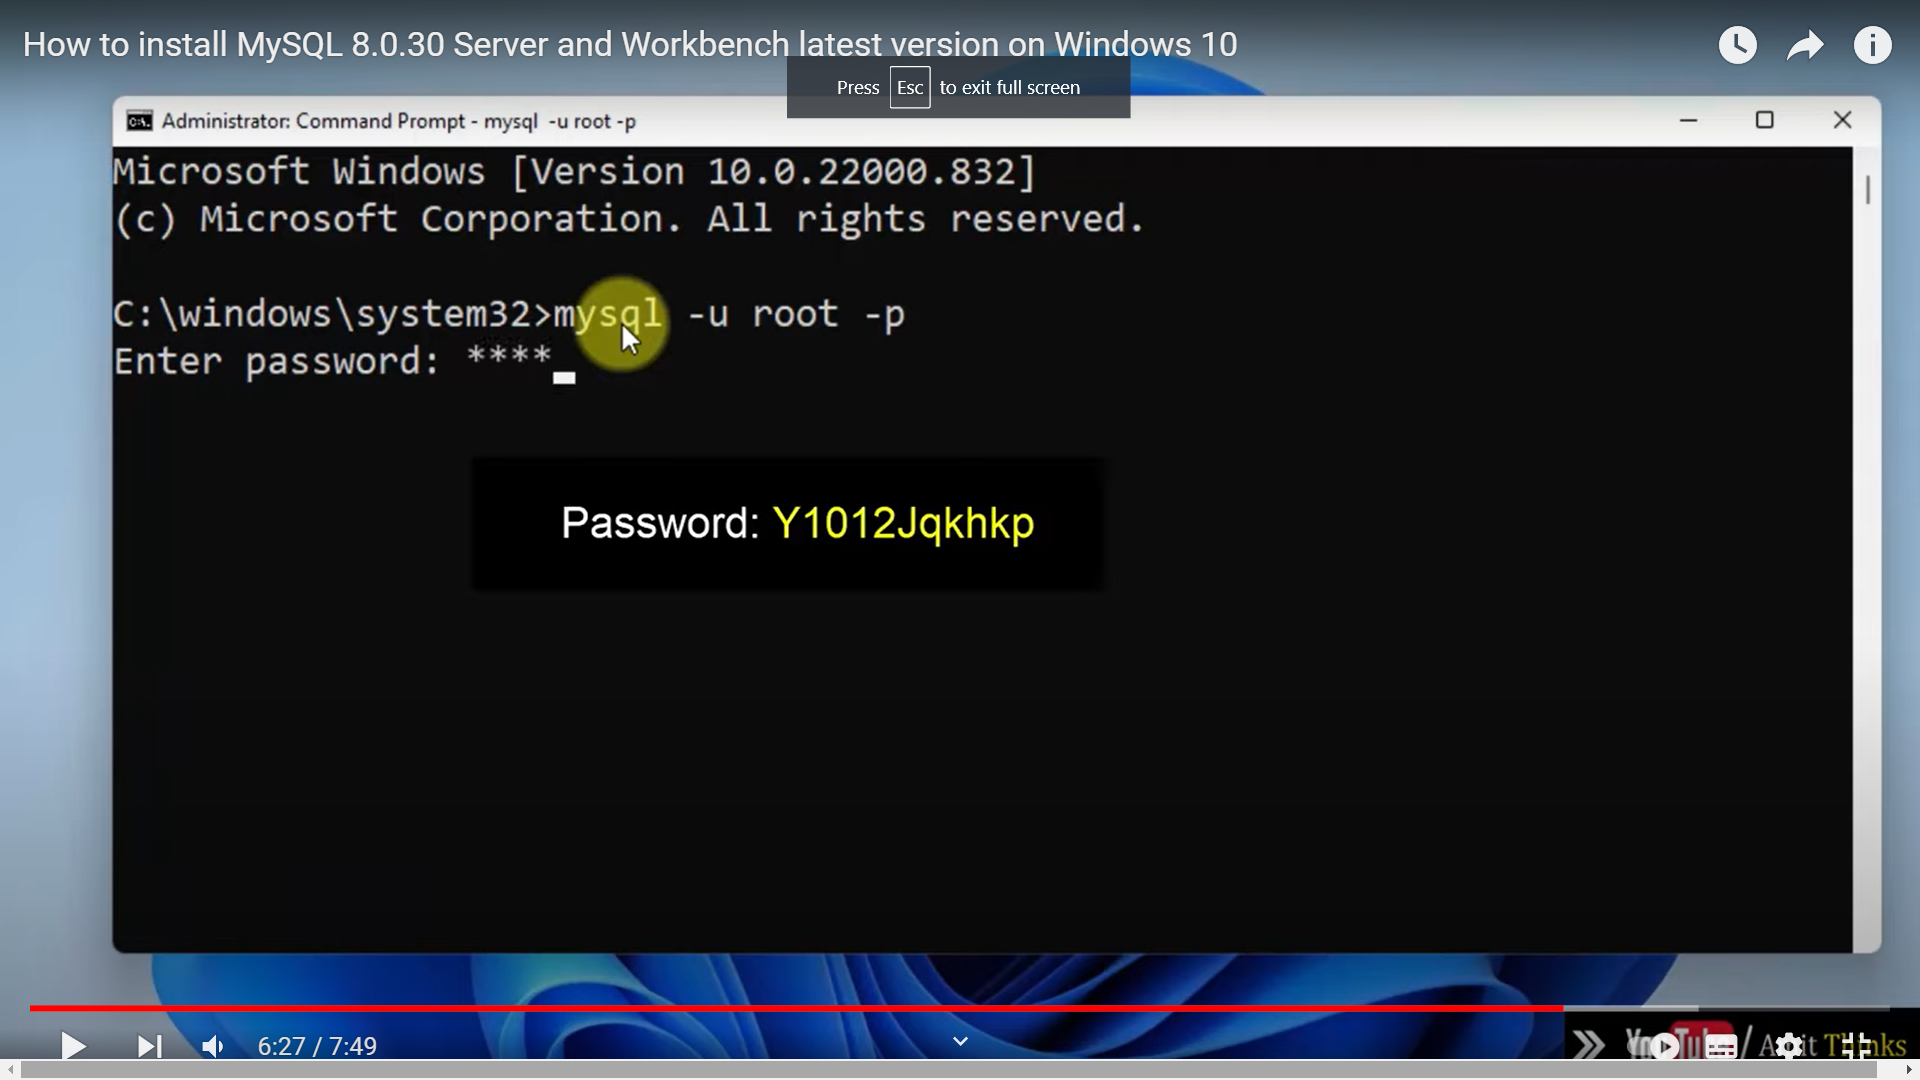 How to install MySQL 8.0.30 Server and Workbench latest version on Windows 10
Press Esc to exit full screen
Administrator: Command Prompt - mysql  -u root -p
Microsoft Windows [Version 10.0.22000.832]
(c) Microsoft Corporation. All rights reserved.
C:\windows\system32>mysql -u root -p
Enter password: ****
Password: Y1012Jqkhkp
6:27 / 7:49